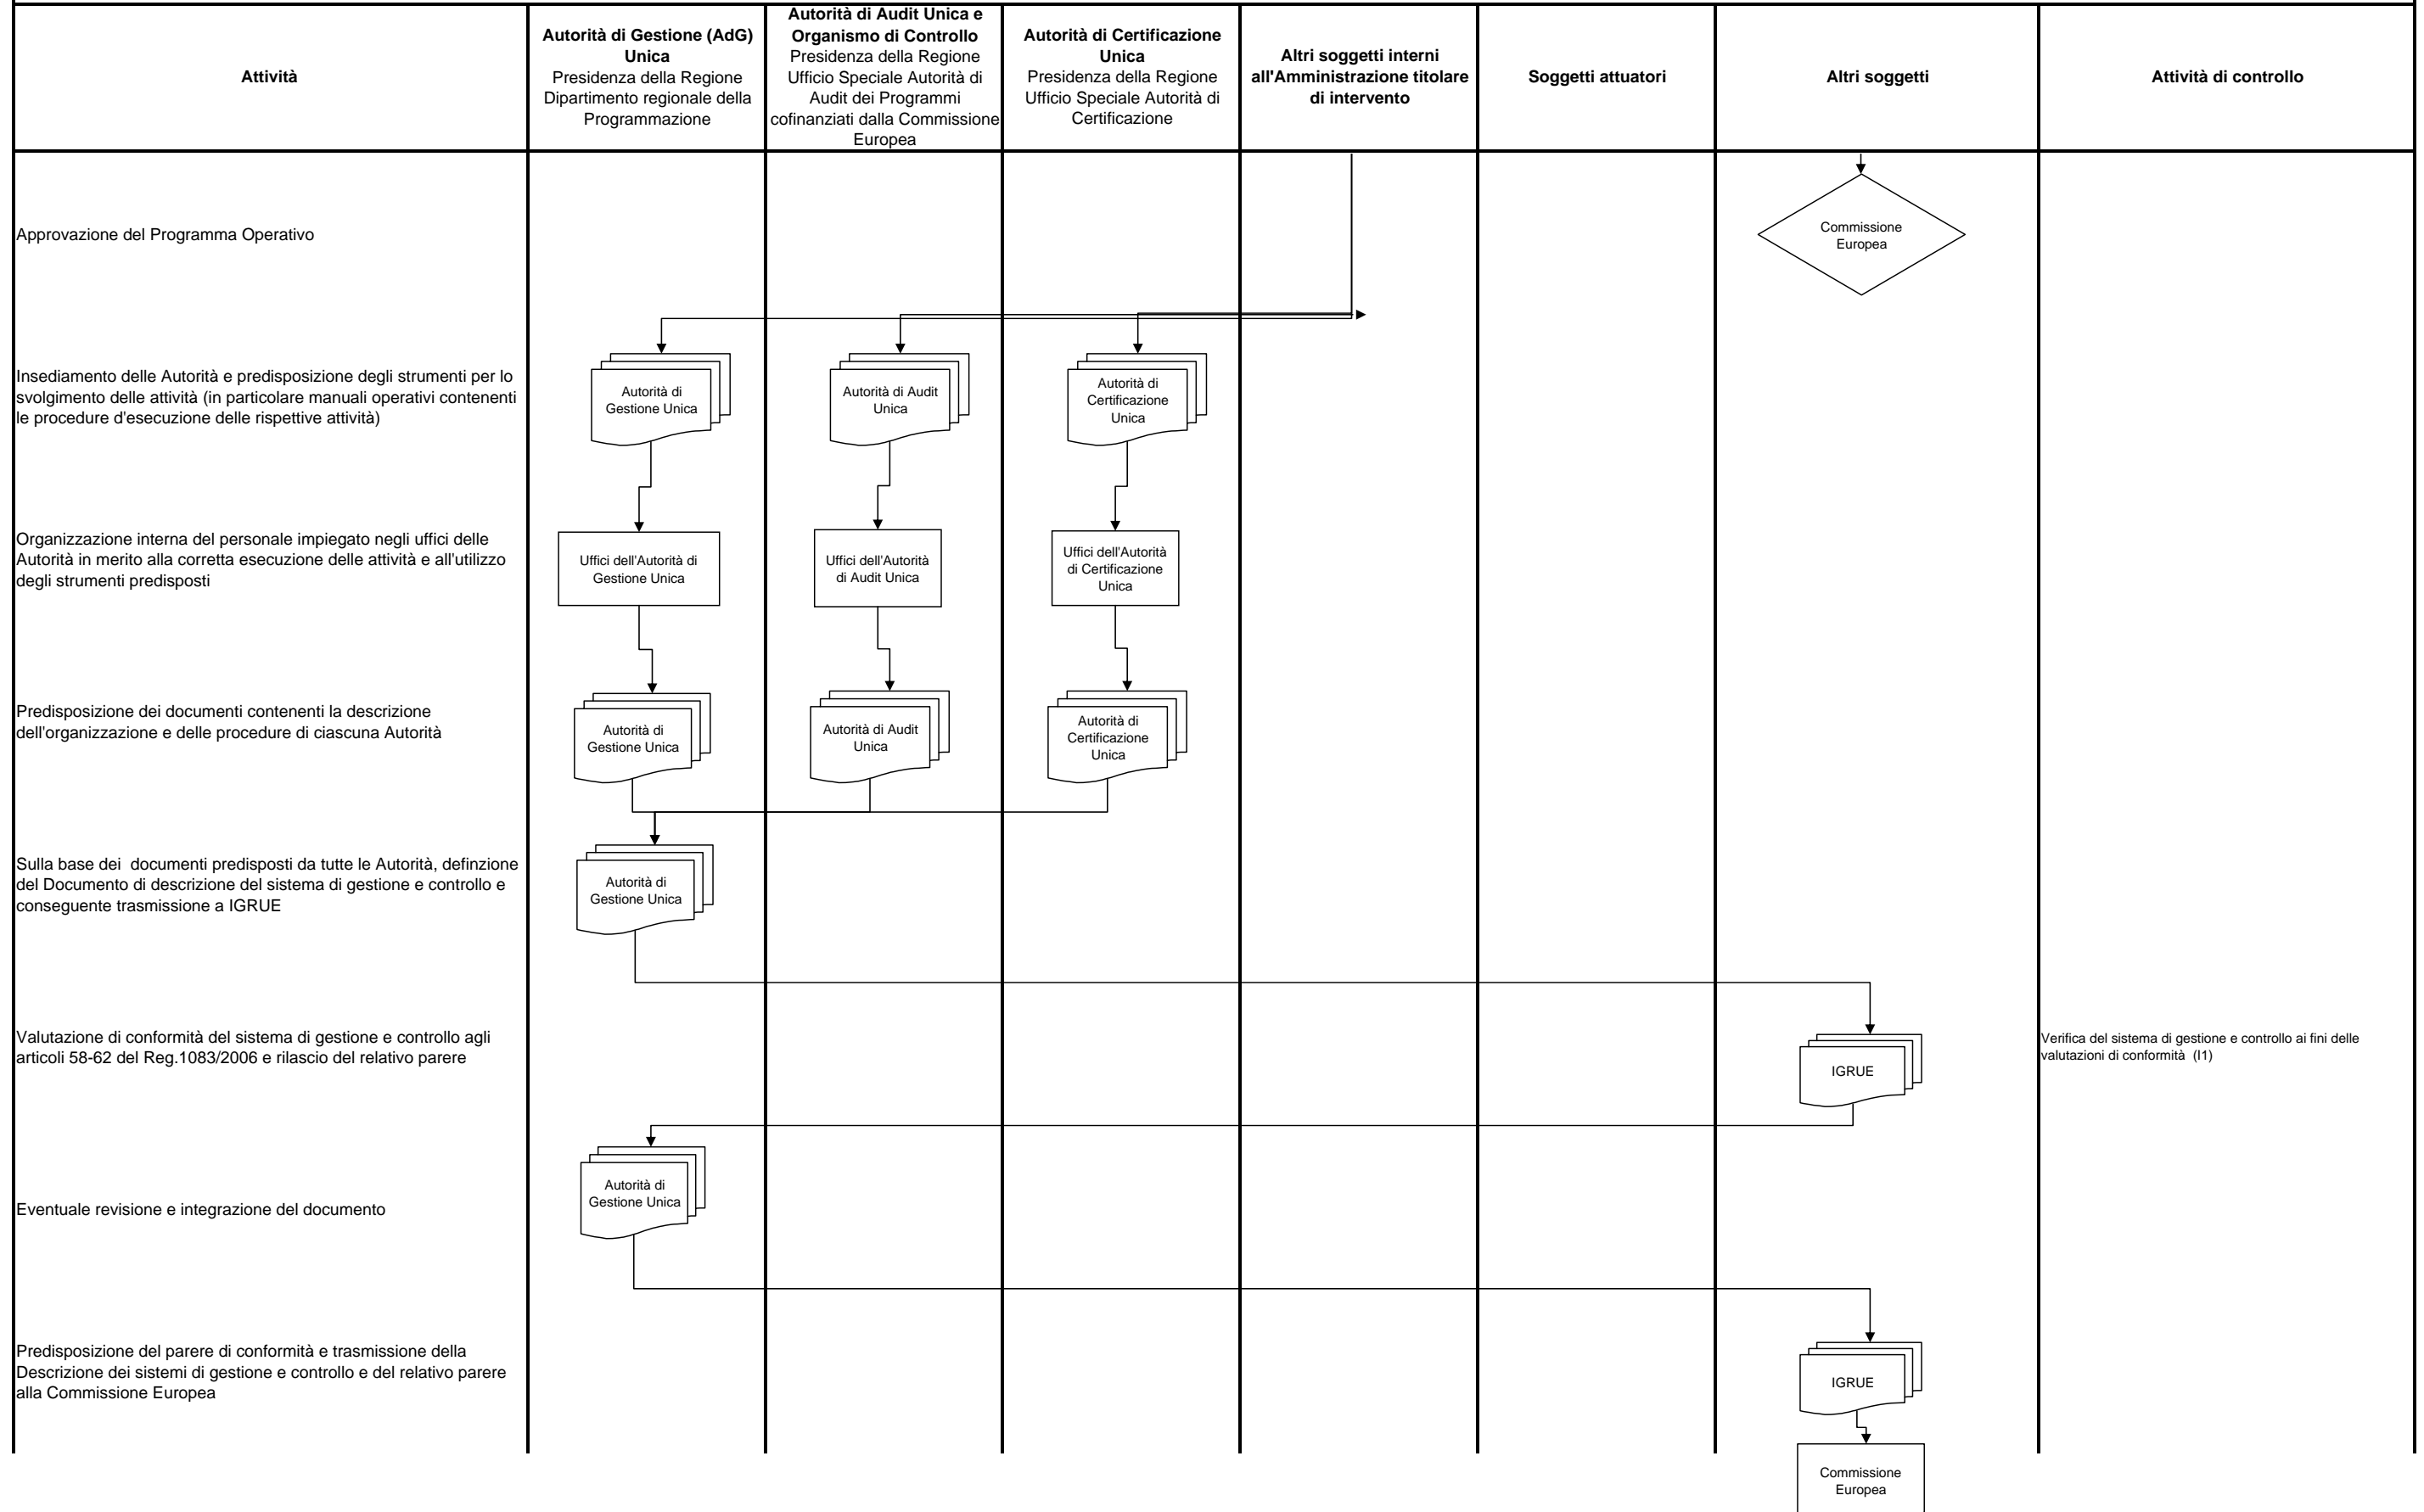 Attività
Autorità di Gestione (AdG)
Unica
Presidenza della Regione
Dipartimento regionale della
Programmazione
Autorità di Audit Unica e
Organismo di Controllo
Presidenza della Regione
Ufficio Speciale Autorità di
Audit dei Programmi
cofinanziati dalla Commissione
Europea
Autorità di Certificazione
Unica
Presidenza della Regione
Ufficio Speciale Autorità di
Certificazione
Altri soggetti interni
all'Amministrazione titolare
di intervento
Soggetti attuatori
Altri soggetti
Attività di controllo
Approvazione del Programma Operativo
Commissione
Europea
Insediamento delle Autorità e predisposizione degli strumenti per lo
svolgimento delle attività (in particolare manuali operativi contenenti
le procedure d'esecuzione delle rispettive attività)
Autorità di
Gestione Unica
Autorità di Audit
Unica
Autorità di
Certificazione
Unica
Organizzazione interna del personale impiegato negli uffici delle
Autorità in merito alla corretta esecuzione delle attività e all'utilizzo
degli strumenti predisposti
Uffici dell'Autorità di
Gestione Unica
Uffici dell'Autorità
di Audit Unica
Uffici dell'Autorità
di Certificazione
Unica
Predisposizione dei documenti contenenti la descrizione
dell'organizzazione e delle procedure di ciascuna Autorità
Autorità di
Gestione Unica
Autorità di Audit
Unica
Autorità di
Certificazione
Unica
Sulla base dei  documenti predisposti da tutte le Autorità, definzione
del Documento di descrizione del sistema di gestione e controllo e
conseguente trasmissione a IGRUE
Autorità di
Gestione Unica
Valutazione di conformità del sistema di gestione e controllo agli
articoli 58-62 del Reg.1083/2006 e rilascio del relativo parere
IGRUE
Verifica del sistema di gestione e controllo ai fini delle
valutazioni di conformità  (I1)
Eventuale revisione e integrazione del documento
Autorità di
Gestione Unica
Predisposizione del parere di conformità e trasmissione della
Descrizione dei sistemi di gestione e controllo e del relativo parere
alla Commissione Europea
IGRUE
Commissione
Europea